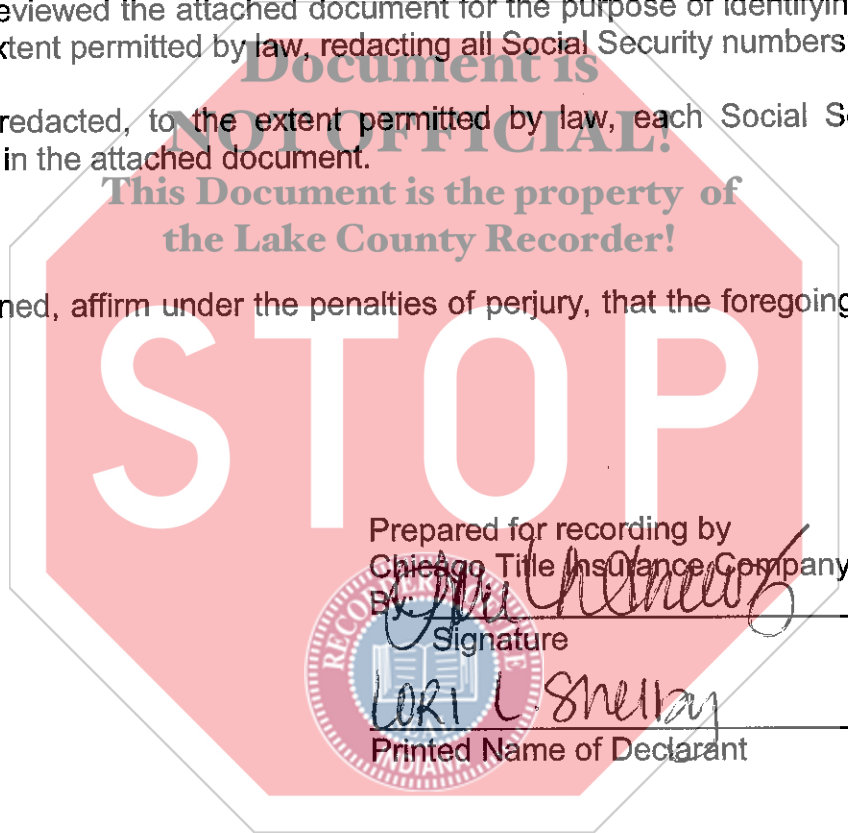 eviewed the attached document for the purpose of identifyin
xtent permitted by law, redacting all Social Security numbers
Document is
NOT OFFICIAL!
redacted, to the extent permitted by law, each Social S
in the attached document.
This Document is the property of
the Lake County Recorder!
ned, affirm under the penalties of perjury, that the foregoing
STOP
Prepared for recording by
Chicago Title Insurance Company
By:
Signature
LORI L. Shelby
Printed Name of Declarant
RECORDER
INDIANA